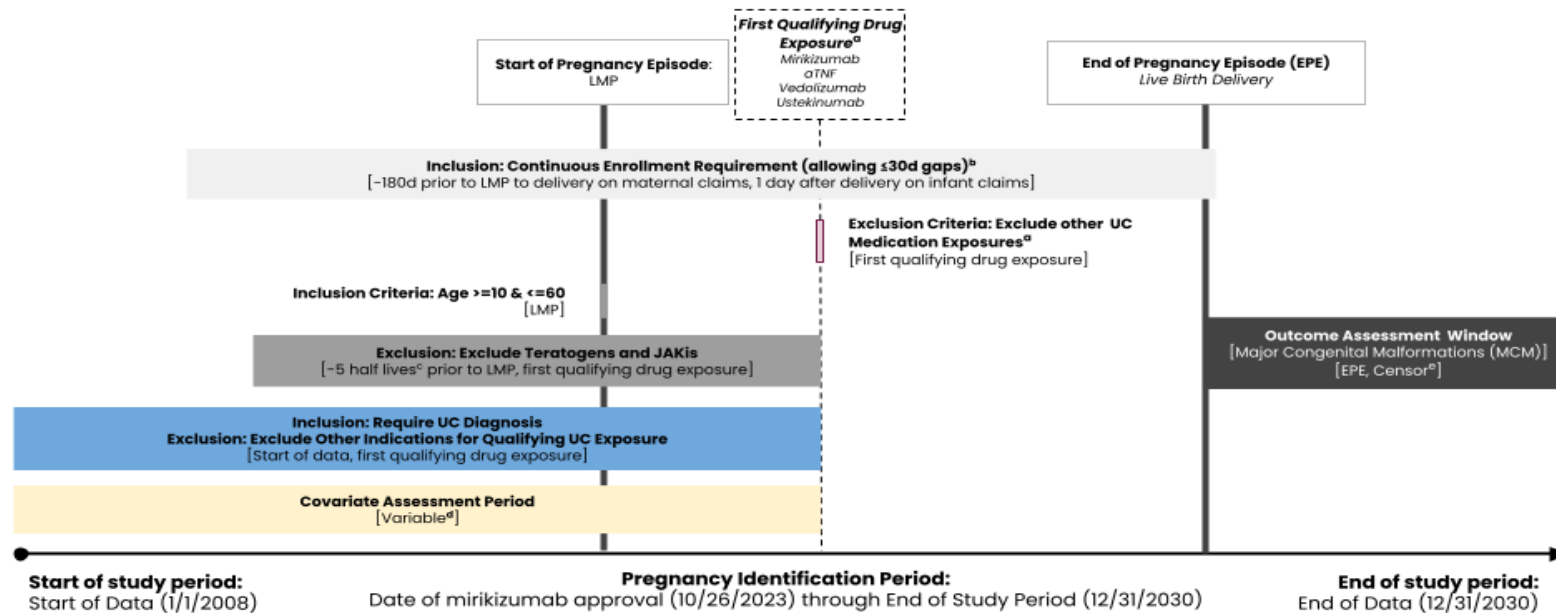 First Qualifying Drug
Exposureᵃ
Mirikizumab
aTNF
Vedolizumab
Ustekinumab
Start of Pregnancy Episode:
LMP
End of Pregnancy Episode (EPE)
Live Birth Delivery
Inclusion: Continuous Enrollment Requirement (allowing ≤30d gaps)ᵇ
[-180d prior to LMP to delivery on maternal claims, 1 day after delivery on infant claims]
Exclusion Criteria: Exclude other UC
Medication Exposuresᵃ
[First qualifying drug exposure]
Inclusion Criteria: Age >=10 & <=60
[LMP]
Exclusion: Exclude Teratogens and JAKis
[-5 half livesᶜ prior to LMP, first qualifying drug exposure]
Outcome Assessment Window
[Major Congenital Malformations (MCM)]
[EPE, Censorᵉ]
Inclusion: Require UC Diagnosis
Exclusion: Exclude Other Indications for Qualifying UC Exposure
[Start of data, first qualifying drug exposure]
Covariate Assessment Period
[Variableᵈ]
Start of study period:
Start of Data (1/1/2008)
Pregnancy Identification Period:
Date of mirikizumab approval (10/26/2023) through End of Study Period (12/31/2030)
End of study period:
End of Data (12/31/2030)